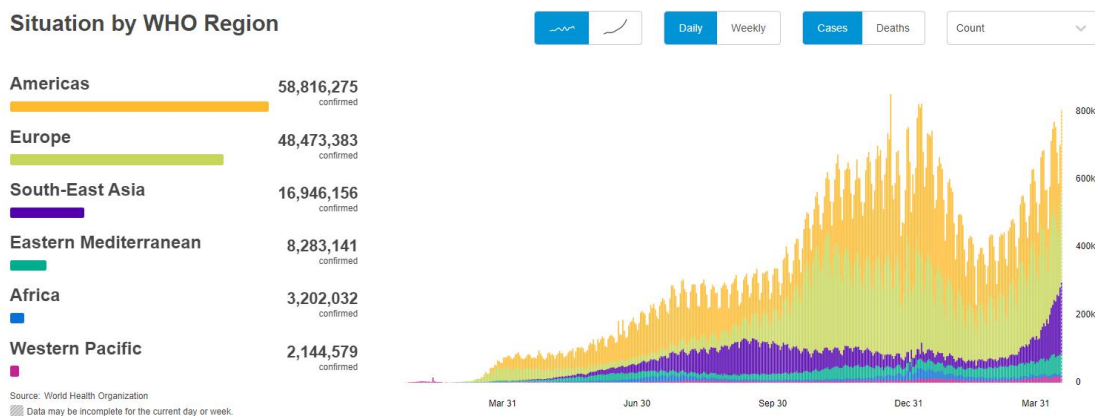 Situation by WHO Region
Daily
Weekly
Cases
Deaths
Count
Americas
58,816,275
confirmed
Europe
48,473,383
confirmed
South-East Asia
16,946,156
confirmed
Eastern Mediterranean
8,283,141
confirmed
Africa
3,202,032
confirmed
Western Pacific
2,144,579
confirmed
Source: World Health Organization
Data may be incomplete for the current day or week.
800k
600k
400k
200k
0
Mar 31
Jun 30
Sep 30
Dec 31
Mar 31